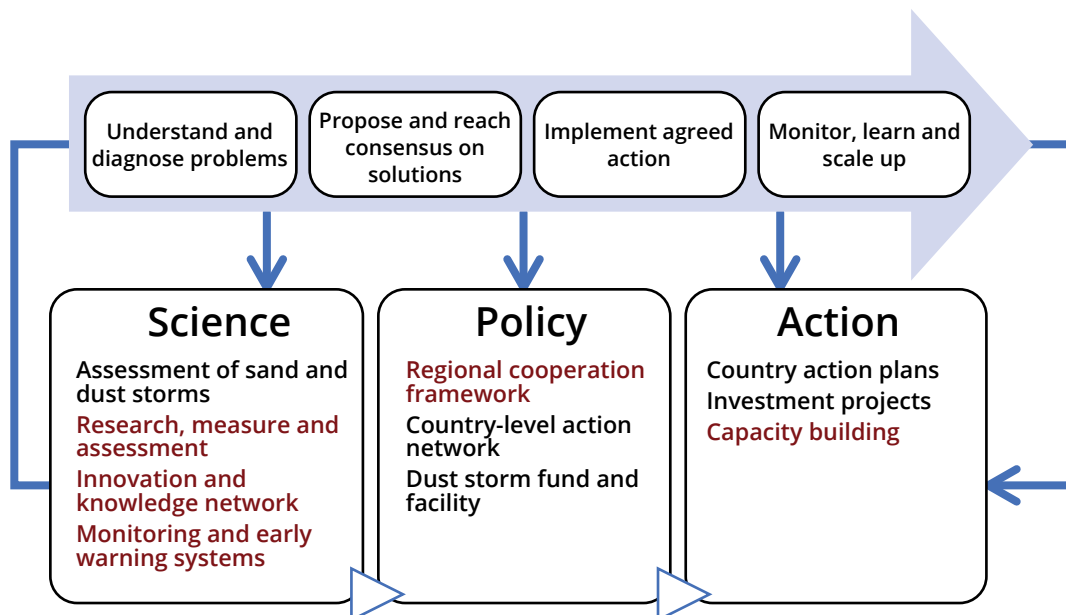 Understand and
diagnose problems
Propose and reach
consensus on
solutions
Implement agreed
action
Monitor, learn and
scale up
Science
Assessment of sand and
dust storms
Research, measure and
assessment
Innovation and
knowledge network
Monitoring and early
warning systems
Policy
Regional cooperation
framework
Country-level action
network
Dust storm fund and
facility
Action
Country action plans
Investment projects
Capacity building